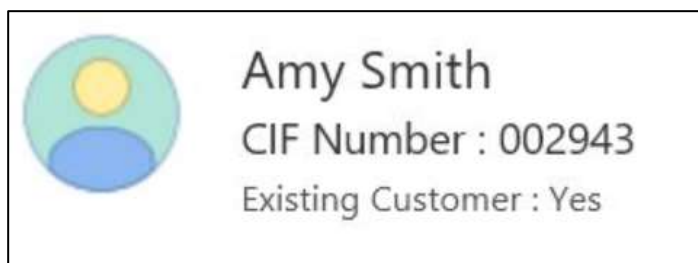 Amy Smith
CIF Number : 002943
Existing Customer : Yes